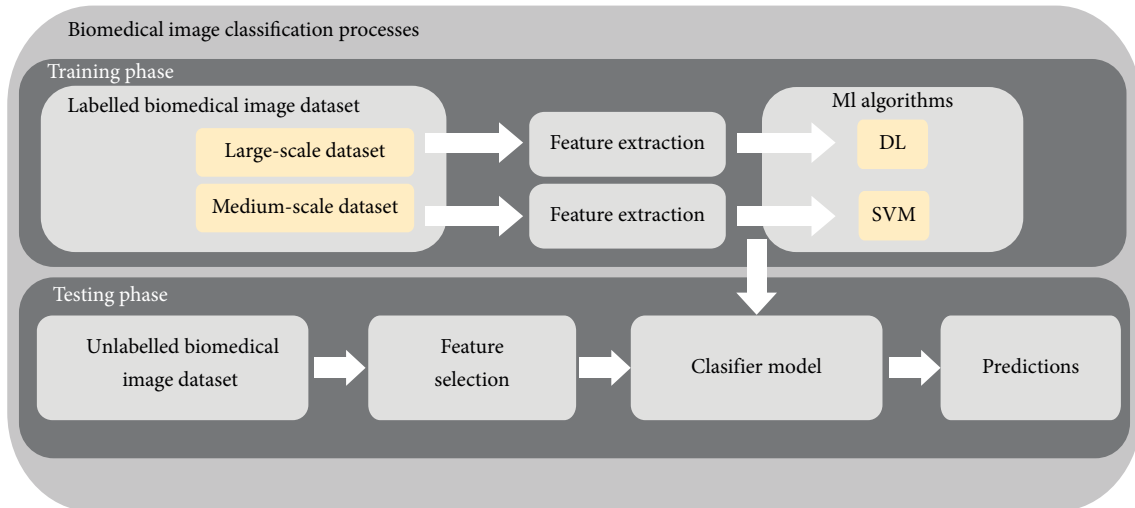 Biomedical image classification processes
Training phase
Labelled biomedical image dataset
Large-scale dataset
Medium-scale dataset
Feature extraction
Feature extraction
Ml algorithms
DL
SVM
Testing phase
Unlabelled biomedical
image dataset
Feature
selection
Clasifier model
Predictions